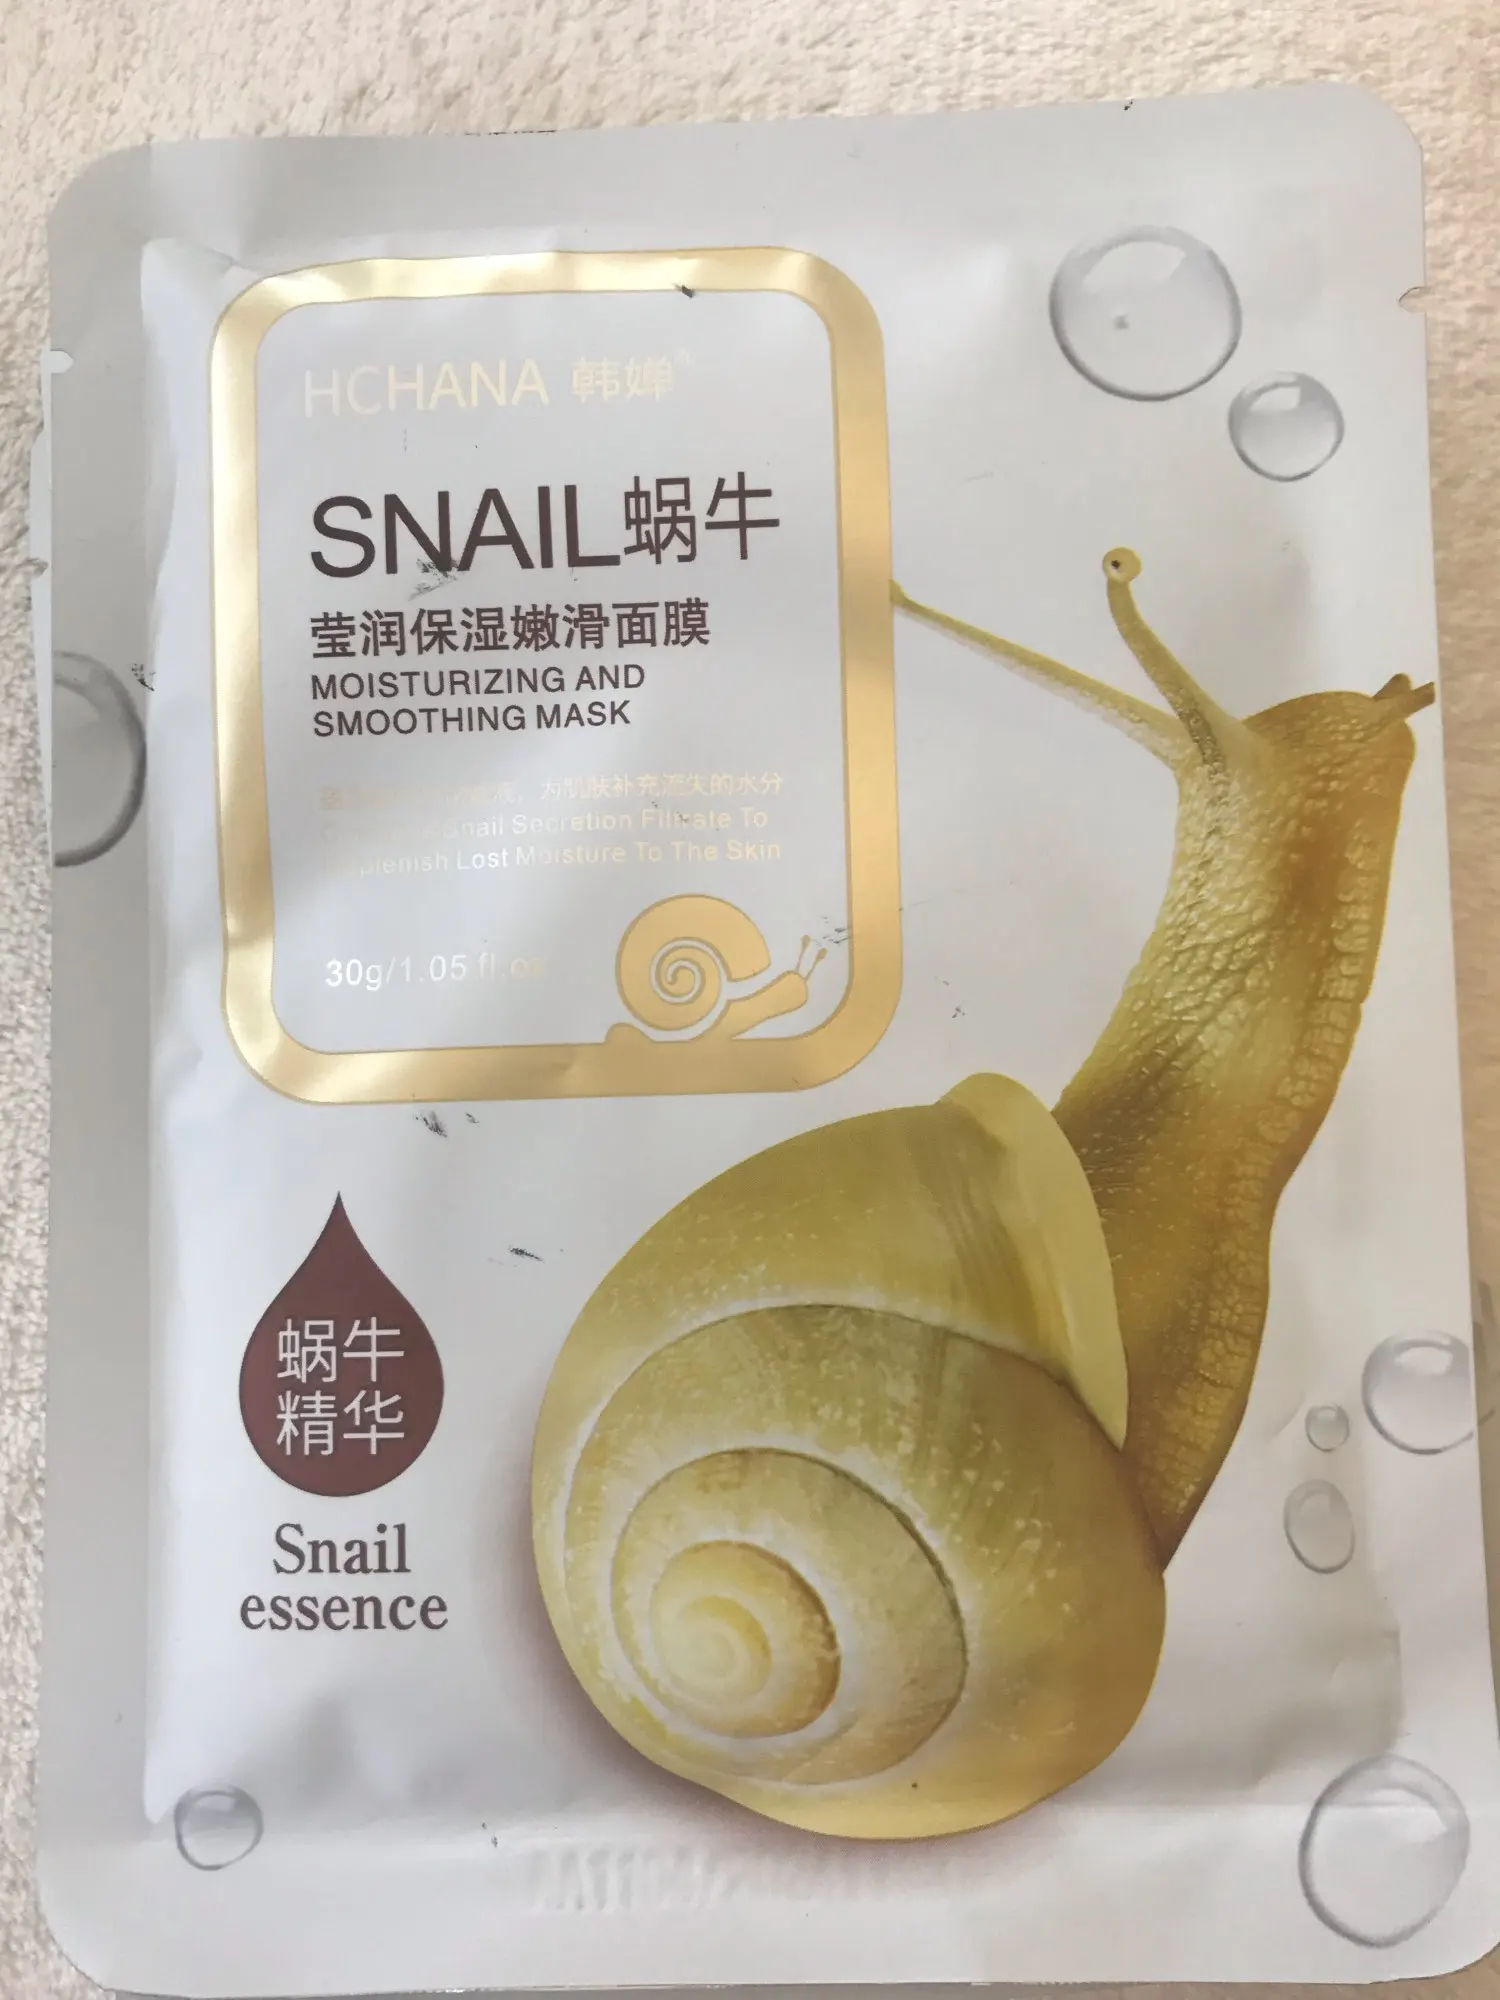 HCHANA 韩婵
SNAIL蜗牛
莹润保湿嫩滑面膜
MOISTURIZING AND
SMOOTHING MASK
液，为肌肤补充流失的水分
Snail Secretion Filtrate To
Replenish Lost Moisture To The Skin
30g/1.05 fl.oz
蜗牛
精华
Snail
essence